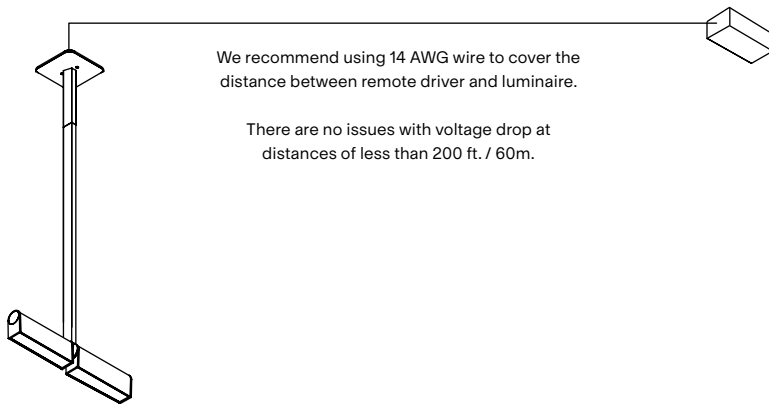 We recommend using 14 AWG wire to cover the
distance between remote driver and luminaire.
There are no issues with voltage drop at
distances of less than 200 ft. / 60m.